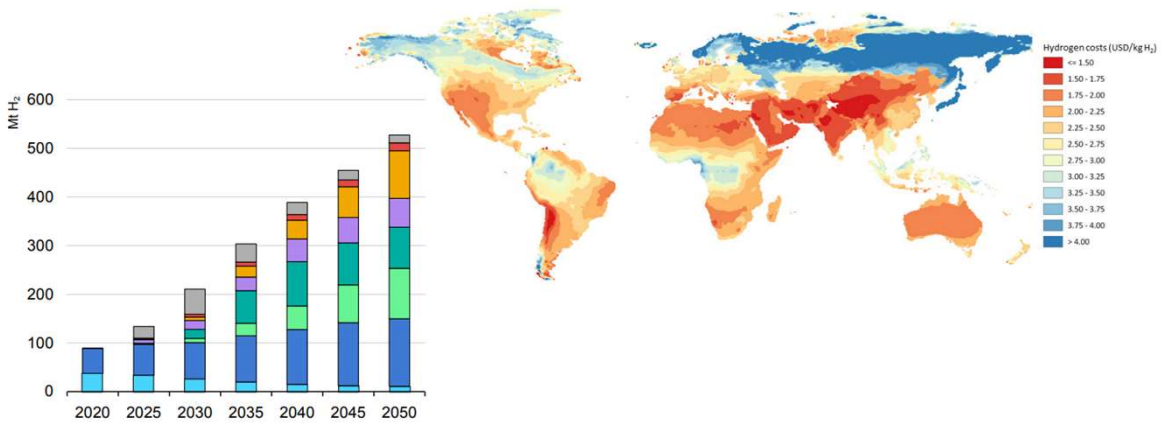 Mt H₂
600
500
400
300
200
100
0
2020 2025 2030 2035 2040 2045 2050
Hydrogen costs (USD/kg H₂)
<= 1.50
1.50 - 1.75
1.75 - 2.00
2.00 - 2.25
2.25 - 2.50
2.50 - 2.75
2.75 - 3.00
3.00 - 3.25
3.25 - 3.50
3.50 - 3.75
3.75 - 4.00
> 4.00